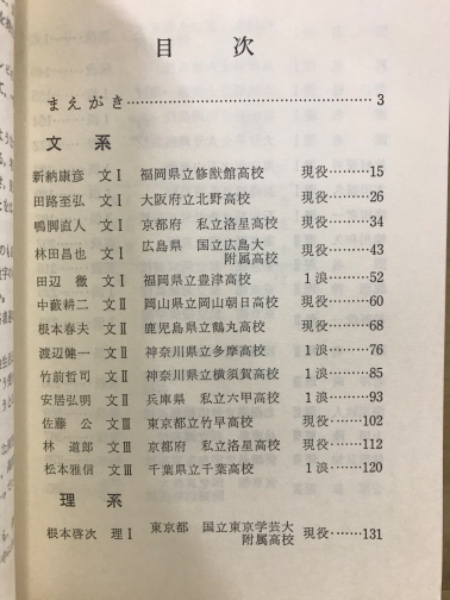 目次
まえがき…………………………3
文系
新納康彦 文Ⅰ 福岡県立修猷館高校 現役……15
田路至弘 文Ⅰ 大阪府立北野高校 現役……26
鴨脚直人 文Ⅰ 京都府 私立洛星高校 現役……34
林田昌也 文Ⅰ 広島県 国立広島大附属高校 現役……43
田辺徹 文Ⅰ 福岡県立豊津高校 1浪……52
中藪耕二 文Ⅱ 岡山県立岡山朝日高校 現役……60
根本春夫 文Ⅱ 鹿児島県立鶴丸高校 現役……68
渡辺健一 文Ⅱ 神奈川県立多摩高校 1浪……76
竹前哲司 文Ⅱ 神奈川県立横須賀高校 1浪……85
安居弘明 文Ⅱ 兵庫県 私立六甲高校 1浪……93
佐藤公 文Ⅲ 東京都立竹早高校 現役……102
林道郎 文Ⅲ 京都府 私立洛星高校 現役……112
松本雅信 文Ⅲ 千葉県立千葉高校 1浪……120
理系
根本啓次 理Ⅰ 東京都 国立東京学芸大附属高校 現役……131